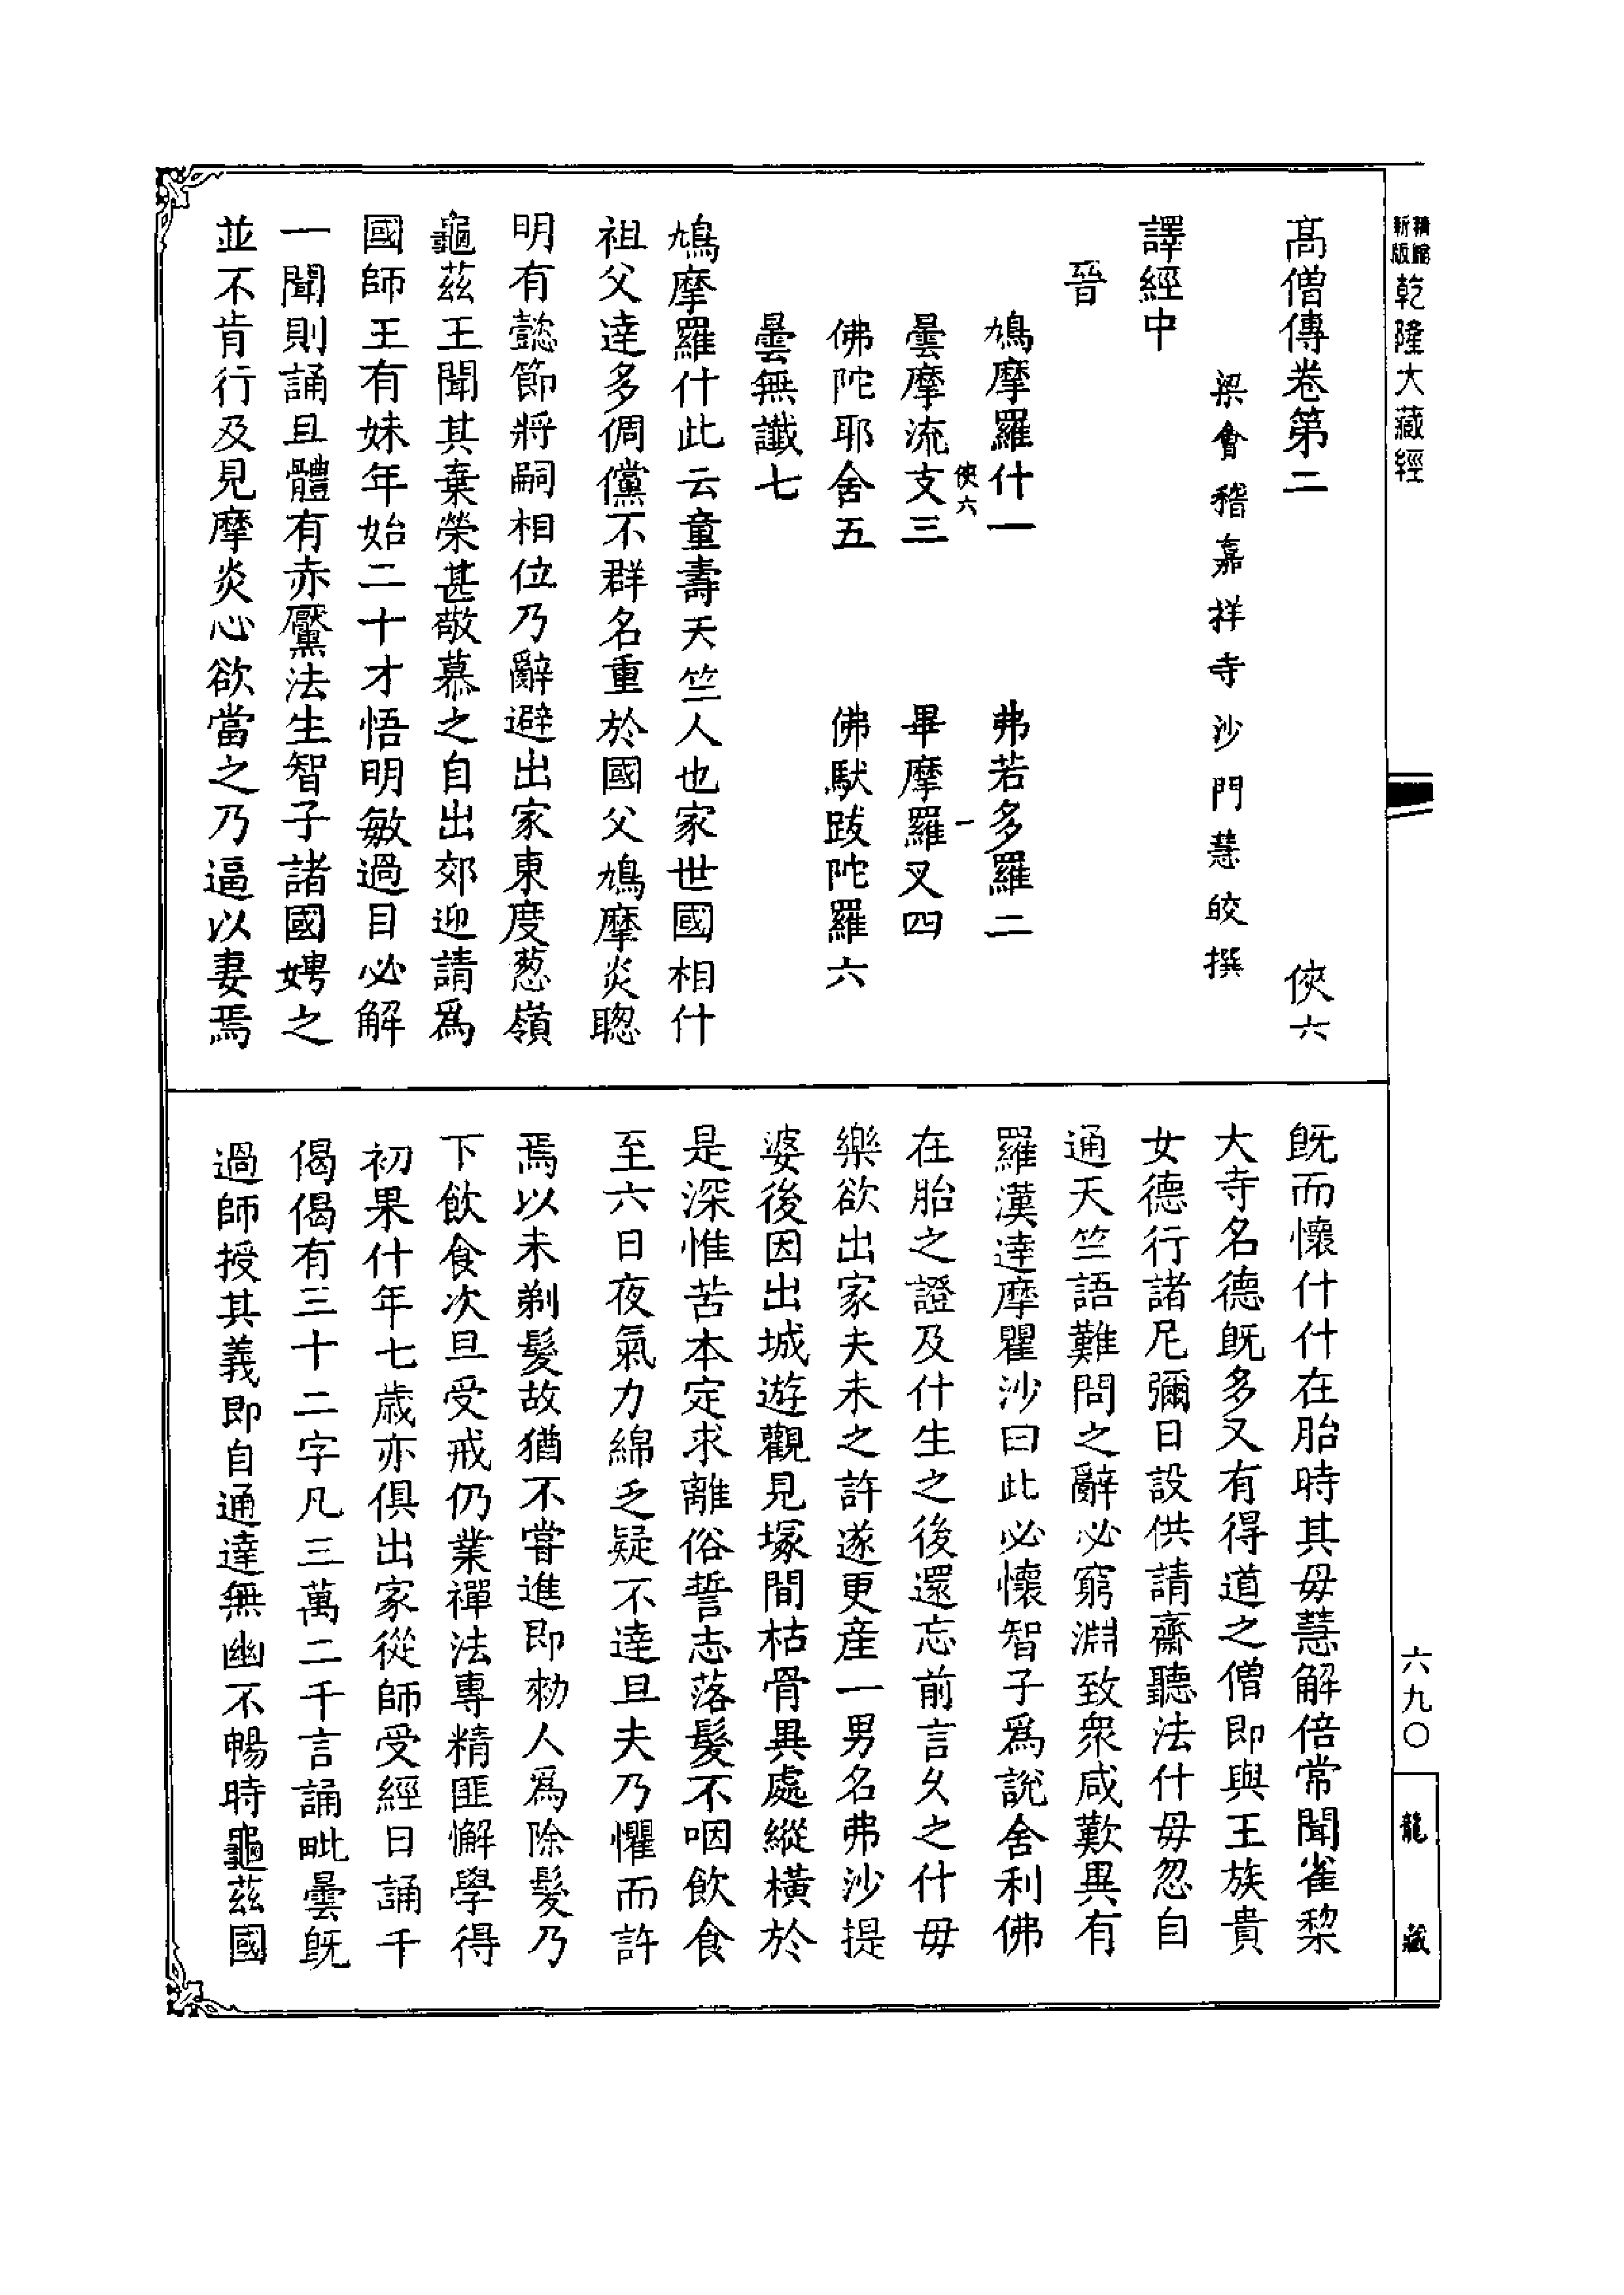 精縮新版乾隆大藏經
高僧傳卷第二 俠六
梁會稽嘉祥寺沙門慧皎撰
譯經中
晉
鳩摩羅什一 弗若多羅二
俠六 一
曇摩流支三 畢摩羅叉四
佛陀耶舍五 佛馱跋陀羅六
曇無讖七
鳩摩羅什此云童壽天竺人也家世國相什
祖父達多倜儻不群名重於國父鳩摩炎聰
明有懿節將嗣相位乃辭避出家東度葱嶺
龜茲王聞其棄榮甚敬慕之自出郊迎請爲
國師王有妹年始二十才悟明敏過目必解
一聞則誦且體有赤黶法生智子諸國娉之
並不肯行及見摩炎心欲當之乃逼以妻焉
旣而懷什什在胎時其毋慧解倍常聞雀棃
大寺名德旣多又有得道之僧即與王族貴
女德行諸尼彌日設供請齋聽法什毋忽自
通天竺語難問之辭必窮淵致衆咸歎異有
羅漢達摩瞿沙曰此必懷智子爲說舍利佛
在胎之證及什生之後還忘前言久之什毋
樂欲出家夫未之許遂更産一男名弗沙提
婆後因出城遊觀見塚間枯骨異處縱橫於
是深惟苦本定求離俗誓志落髮不咽飲食
至六日夜氣力綿乏疑不達旦夫乃懼而許
焉以未剃髮故猶不嘗進即勑人爲除髮乃
下飲食次旦受戒仍業禪法專精匪懈學得
初果什年七歲亦俱出家從師受經日誦千
偈偈有三十二字凡三萬二千言誦毗曇旣
過師授其義即自通達無幽不暢時龜茲國
六九〇
龍藏